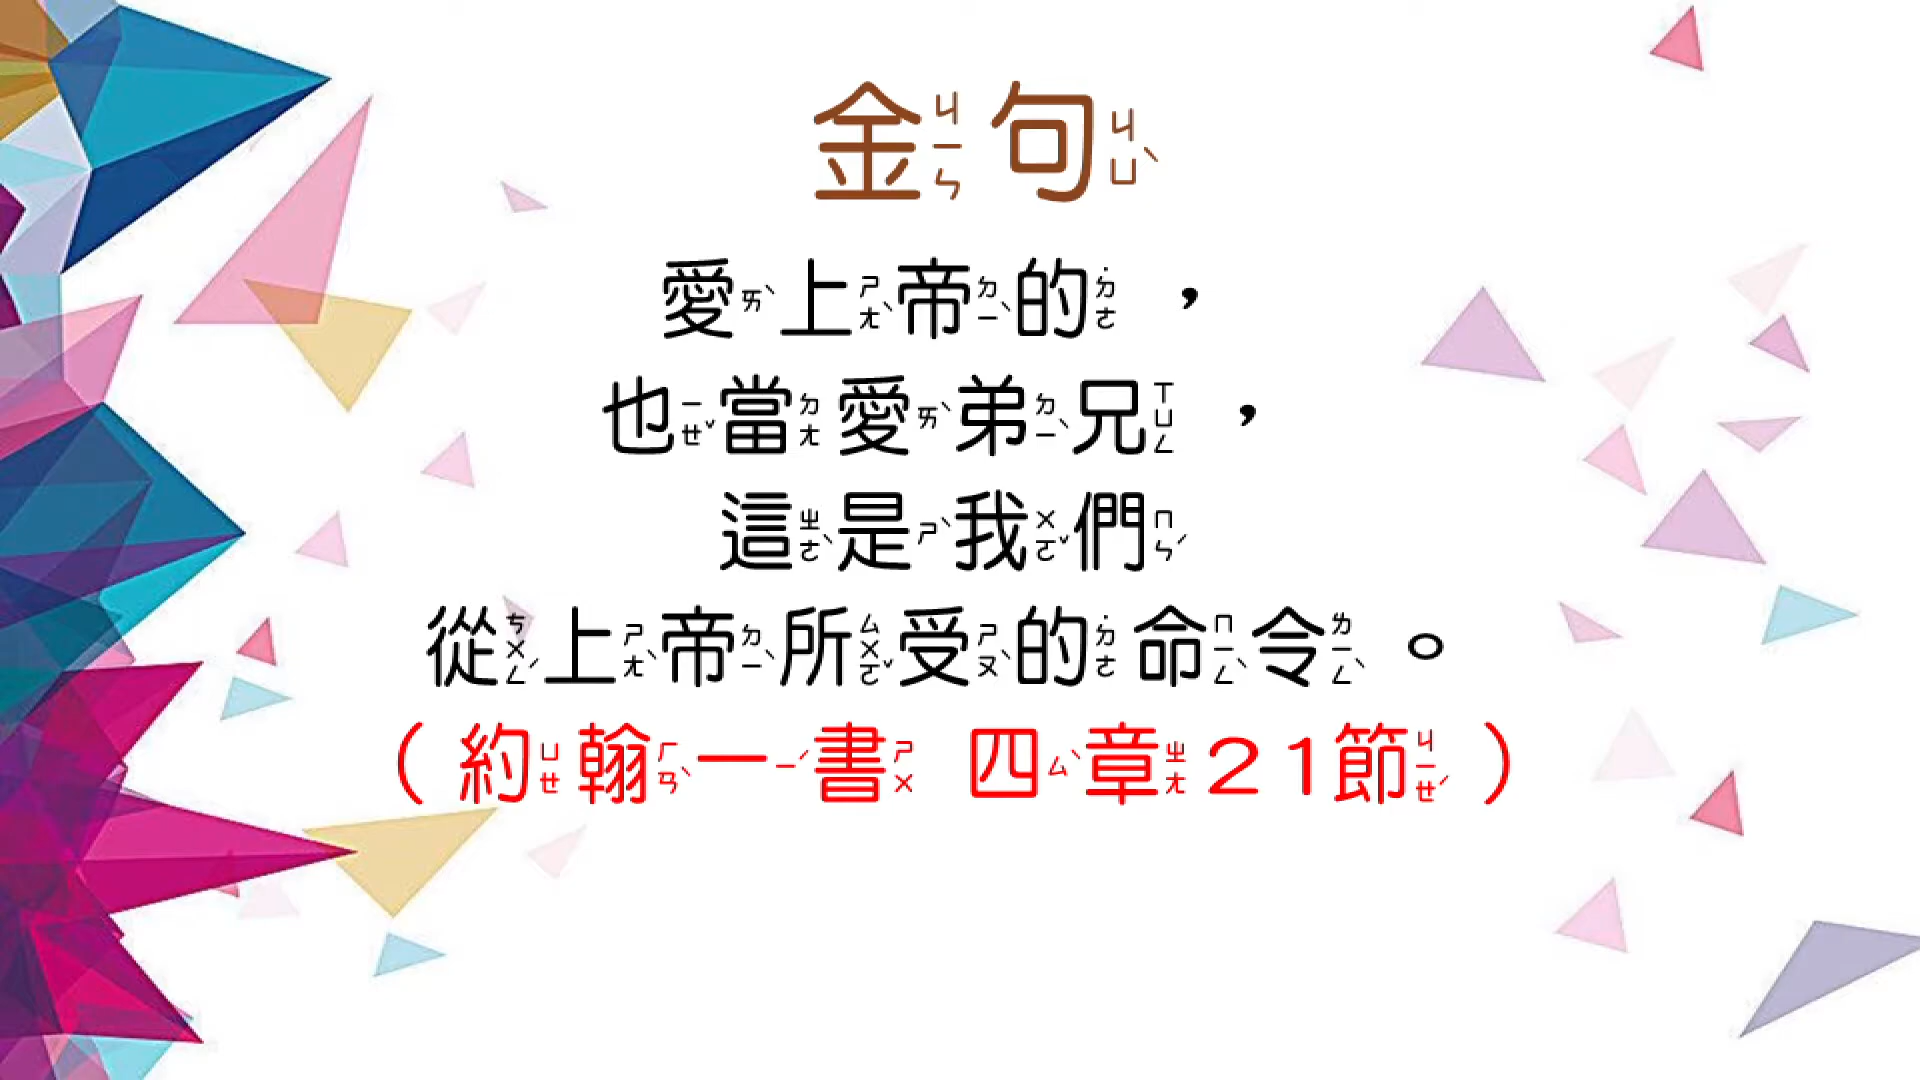 金句
愛上帝的，
也當愛弟兄，
這是我們
從上帝所受的命令。
（約翰一書 四章21節）